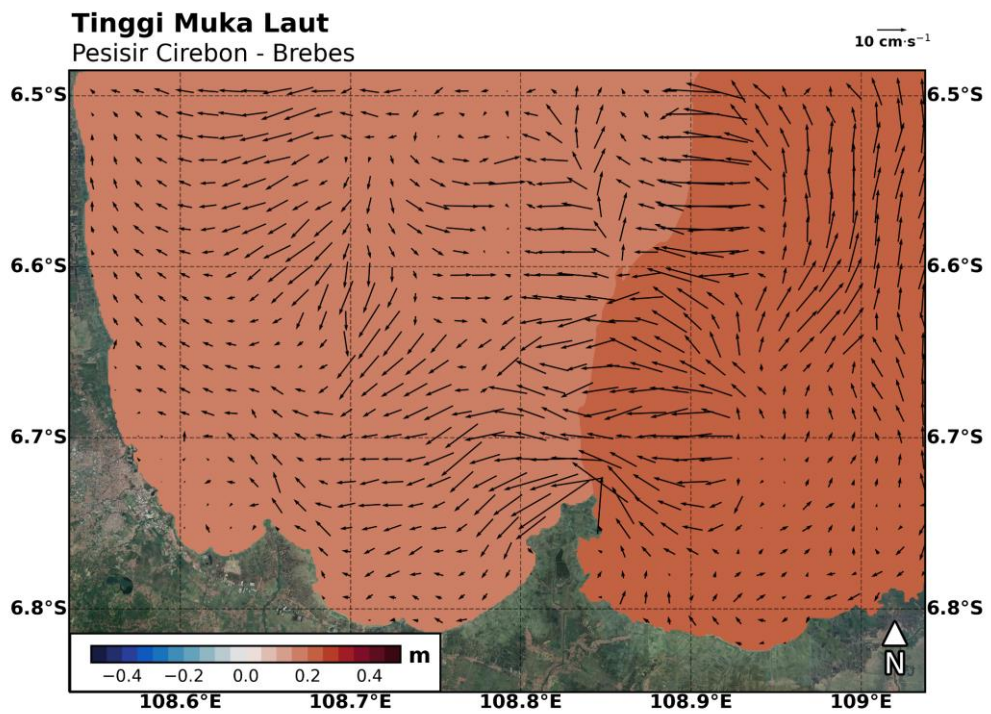 Tinggi Muka Laut
Pesisir Cirebon - Brebes
10 cm·s⁻¹
6.5°S
6.5°S
6.6°S
6.6°S
6.7°S
6.7°S
6.8°S
6.8°S
N
m
−0.4 −0.2 0.0 0.2 0.4
108.6°E 108.7°E 108.8°E 108.9°E 109°E